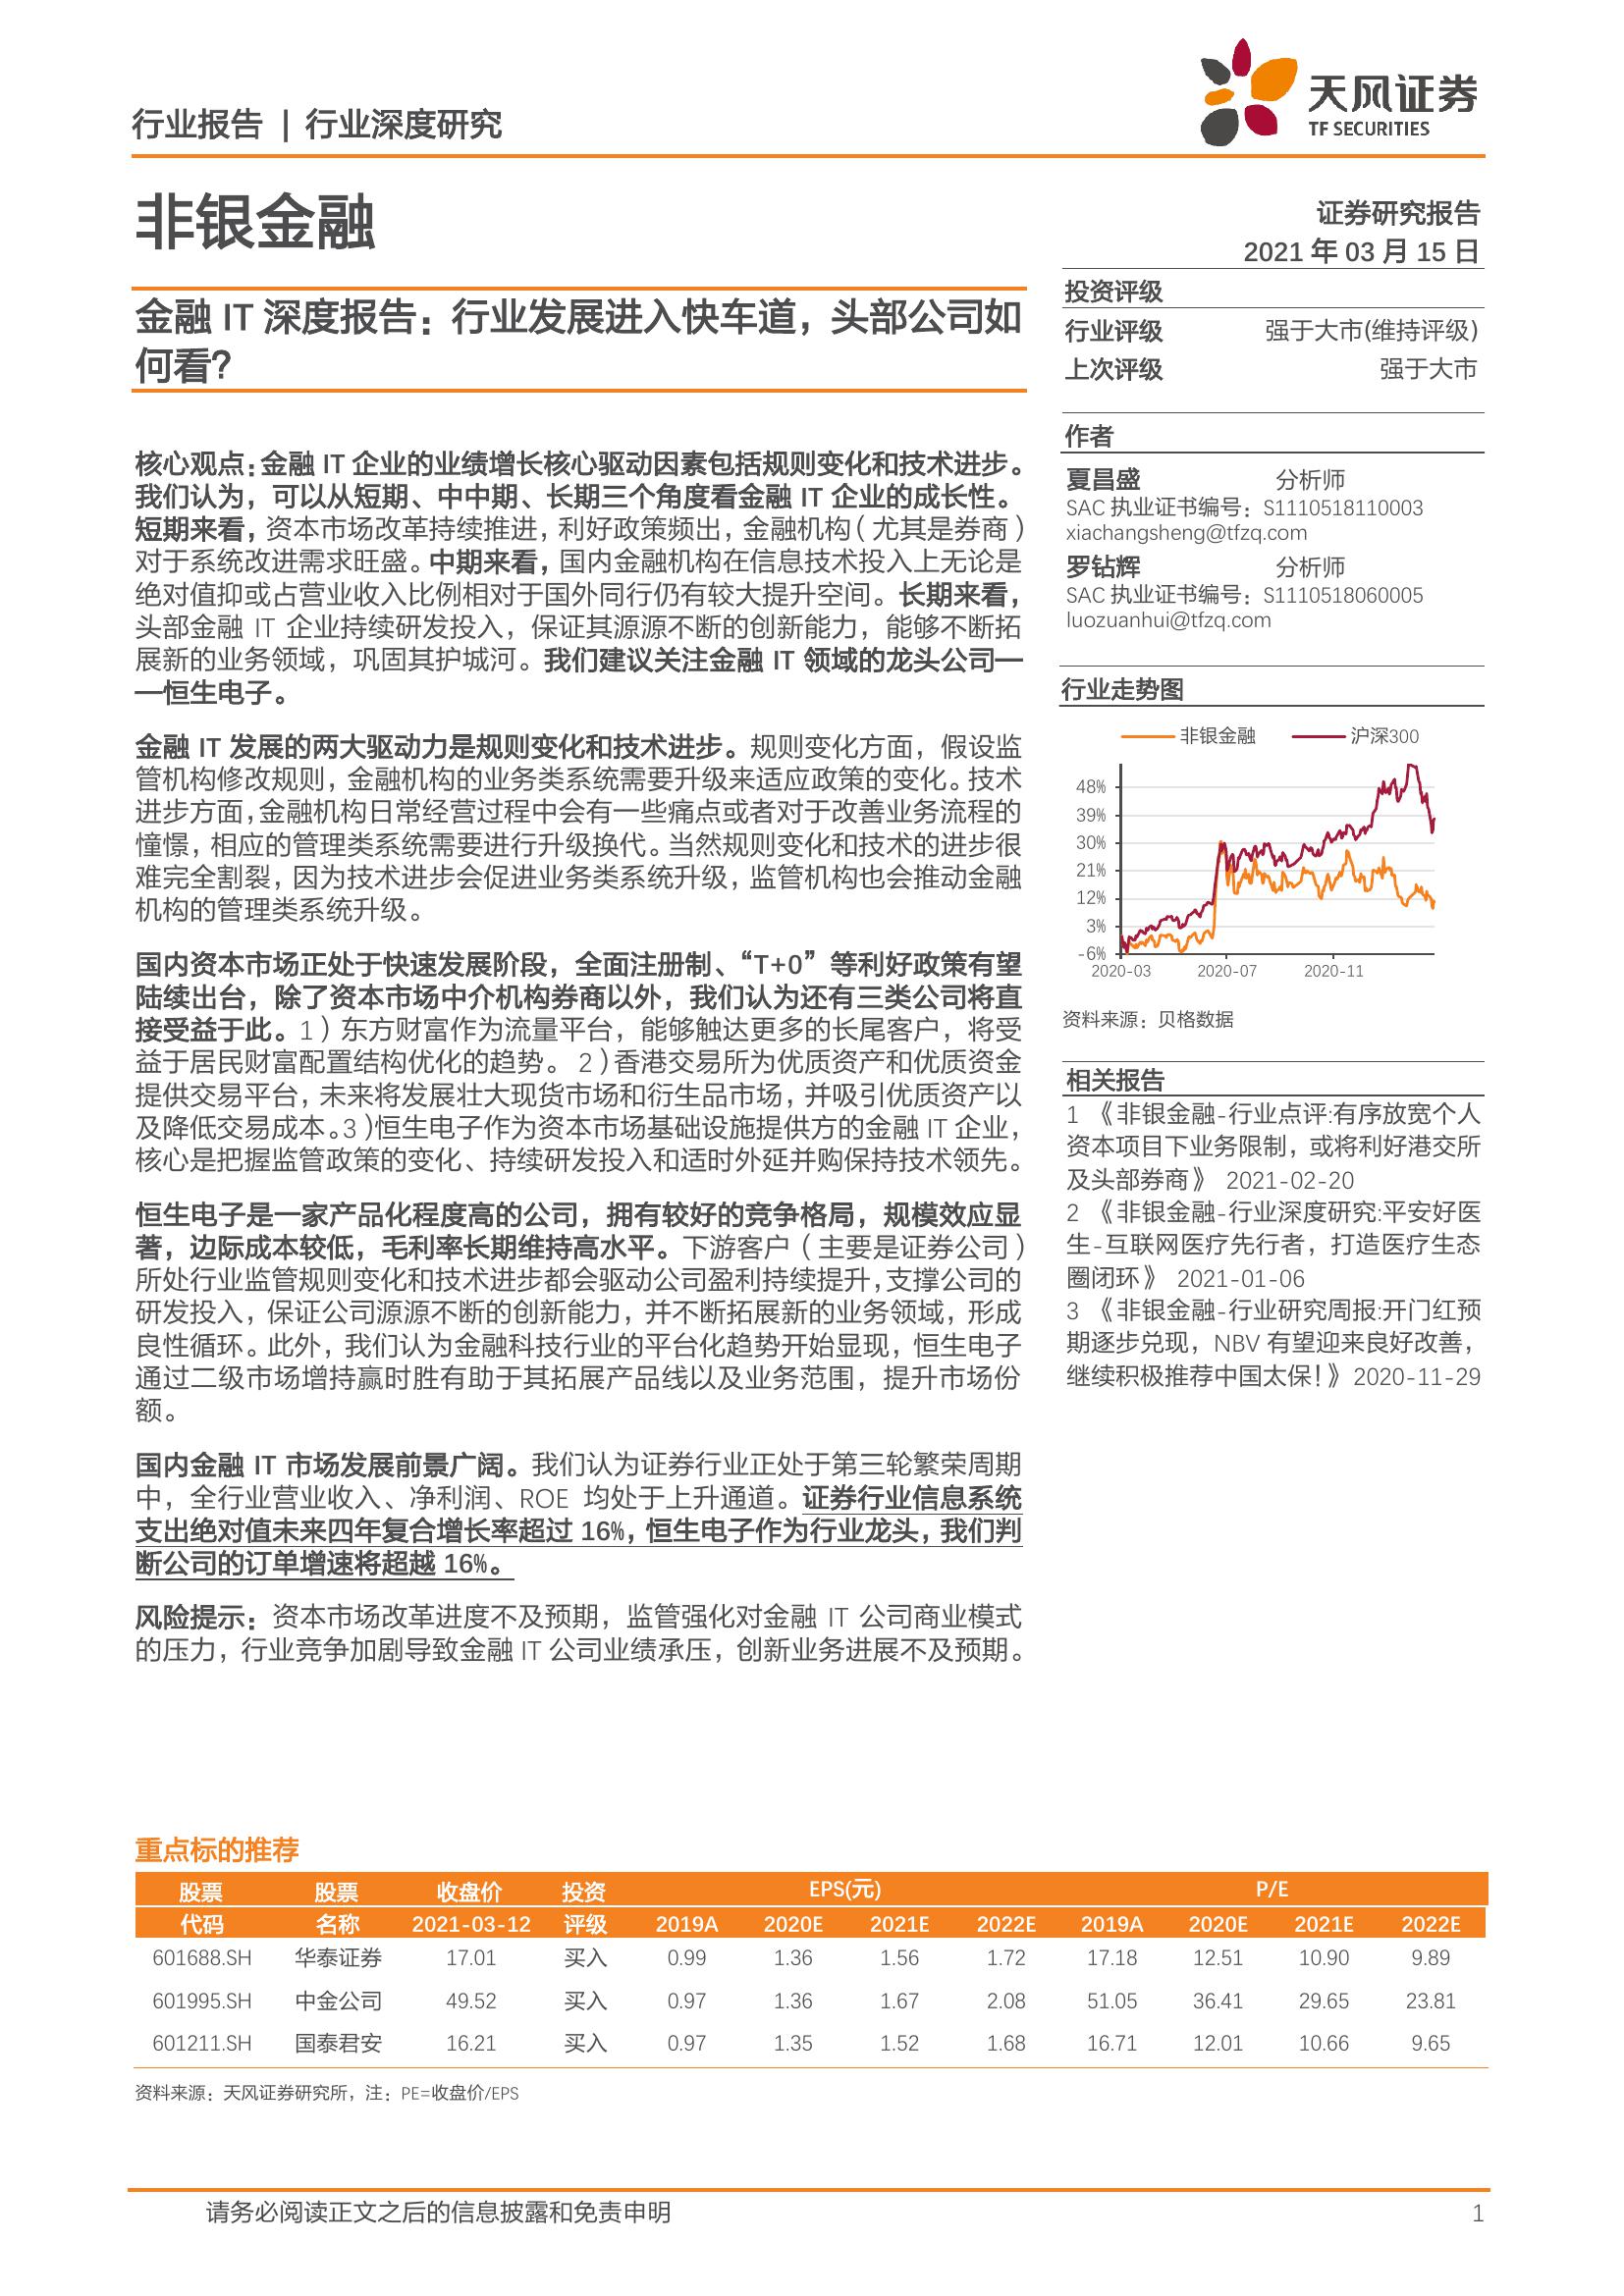 行业报告 | 行业深度研究
天风证券
TF SECURITIES
非银金融
证券研究报告
2021 年 03 月 15 日
金融 IT 深度报告：行业发展进入快车道，头部公司如
何看？
核心观点：金融 IT 企业的业绩增长核心驱动因素包括规则变化和技术进步。
我们认为，可以从短期、中中期、长期三个角度看金融 IT 企业的成长性。
短期来看，资本市场改革持续推进，利好政策频出，金融机构（尤其是券商）
对于系统改进需求旺盛。中期来看，国内金融机构在信息技术投入上无论是
绝对值抑或占营业收入比例相对于国外同行仍有较大提升空间。长期来看，
头部金融 IT 企业持续研发投入，保证其源源不断的创新能力，能够不断拓
展新的业务领域，巩固其护城河。我们建议关注金融 IT 领域的龙头公司—
—恒生电子。
金融 IT 发展的两大驱动力是规则变化和技术进步。规则变化方面，假设监
管机构修改规则，金融机构的业务类系统需要升级来适应政策的变化。技术
进步方面，金融机构日常经营过程中会有一些痛点或者对于改善业务流程的
憧憬，相应的管理类系统需要进行升级换代。当然规则变化和技术的进步很
难完全割裂，因为技术进步会促进业务类系统升级，监管机构也会推动金融
机构的管理类系统升级。
国内资本市场正处于快速发展阶段，全面注册制、“T+0”等利好政策有望
陆续出台，除了资本市场中介机构券商以外，我们认为还有三类公司将直
接受益于此。1）东方财富作为流量平台，能够触达更多的长尾客户，将受
益于居民财富配置结构优化的趋势。 2）香港交易所为优质资产和优质资金
提供交易平台，未来将发展壮大现货市场和衍生品市场，并吸引优质资产以
及降低交易成本。3）恒生电子作为资本市场基础设施提供方的金融 IT 企业，
核心是把握监管政策的变化、持续研发投入和适时外延并购保持技术领先。
恒生电子是一家产品化程度高的公司，拥有较好的竞争格局，规模效应显
著，边际成本较低，毛利率长期维持高水平。下游客户（主要是证券公司）
所处行业监管规则变化和技术进步都会驱动公司盈利持续提升，支撑公司的
研发投入，保证公司源源不断的创新能力，并不断拓展新的业务领域，形成
良性循环。此外，我们认为金融科技行业的平台化趋势开始显现，恒生电子
通过二级市场增持赢时胜有助于其拓展产品线以及业务范围，提升市场份
额。
国内金融 IT 市场发展前景广阔。我们认为证券行业正处于第三轮繁荣周期
中，全行业营业收入、净利润、ROE 均处于上升通道。证券行业信息系统
支出绝对值未来四年复合增长率超过 16%，恒生电子作为行业龙头，我们判
断公司的订单增速将超越 16%。
风险提示：资本市场改革进度不及预期，监管强化对金融 IT 公司商业模式
的压力，行业竞争加剧导致金融 IT 公司业绩承压，创新业务进展不及预期。
投资评级
行业评级 强于大市(维持评级)
上次评级 强于大市
作者
夏昌盛 分析师
SAC 执业证书编号：S1110518110003
xiachangsheng@tfzq.com
罗钻辉 分析师
SAC 执业证书编号：S1110518060005
luozuanhui@tfzq.com
行业走势图
非银金融 沪深300
48%
39%
30%
21%
12%
3%
-6%
2020-03 2020-07 2020-11
资料来源：贝格数据
相关报告
1 《非银金融-行业点评:有序放宽个人
资本项目下业务限制，或将利好港交所
及头部券商》 2021-02-20
2 《非银金融-行业深度研究:平安好医
生-互联网医疗先行者，打造医疗生态
圈闭环》 2021-01-06
3 《非银金融-行业研究周报:开门红预
期逐步兑现，NBV 有望迎来良好改善，
继续积极推荐中国太保！》 2020-11-29
重点标的推荐
股票 股票 收盘价 投资 EPS(元) P/E
代码 名称 2021-03-12 评级 2019A 2020E 2021E 2022E 2019A 2020E 2021E 2022E
601688.SH 华泰证券 17.01 买入 0.99 1.36 1.56 1.72 17.18 12.51 10.90 9.89
601995.SH 中金公司 49.52 买入 0.97 1.36 1.67 2.08 51.05 36.41 29.65 23.81
601211.SH 国泰君安 16.21 买入 0.97 1.35 1.52 1.68 16.71 12.01 10.66 9.65
资料来源：天风证券研究所，注：PE=收盘价/EPS
请务必阅读正文之后的信息披露和免责申明 1